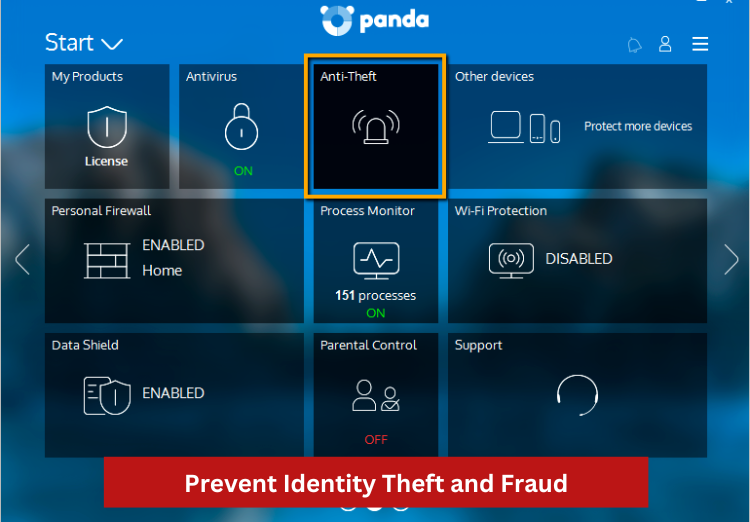 panda
Start
My Products
Antivirus
Anti-Theft
Other devices
License
ON
Protect more devices
Personal Firewall
Process Monitor
Wi-Fi Protection
ENABLED
Home
151 processes
ON
DISABLED
Data Shield
Parental Control
Support
ENABLED
OFF
Prevent Identity Theft and Fraud